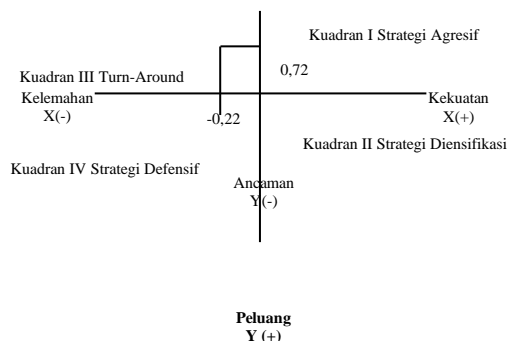 Kuadran I Strategi Agresif
0,72
Kuadran III Turn-Around
Kelemahan
X(-)
-0,22
Kekuatan
X(+)
Kuadran II Strategi Diensifikasi
Kuadran IV Strategi Defensif
Ancaman
Y(-)
Peluang
Y (+)